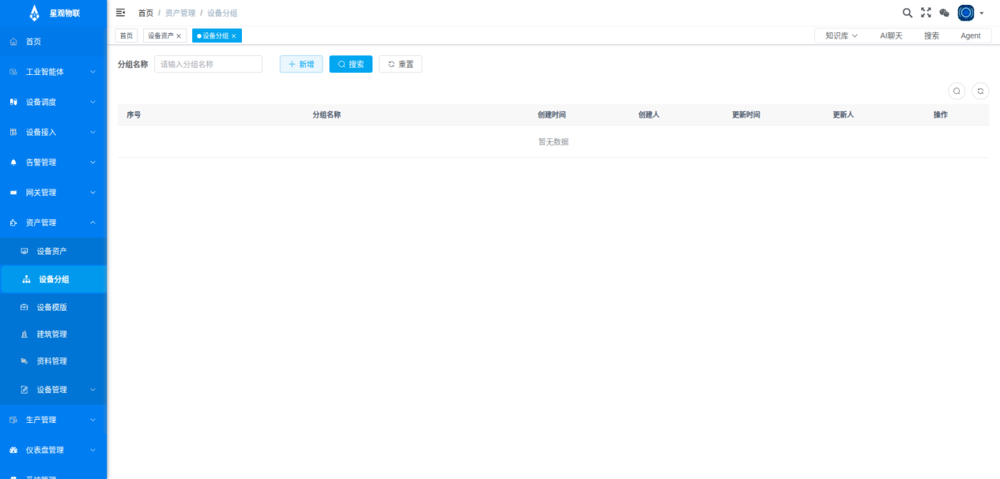 星观物联
首页 / 资产管理 / 设备分组
首页 设备资产 × 设备分组 × 知识库 AI聊天 搜索 Agent
首页
工业智能体
设备调度
设备接入
告警管理
网关管理
资产管理
设备资产
设备分组
设备模版
建筑管理
资料管理
设备管理
生产管理
仪表盘管理
系统管理
分组名称 请输入分组名称 新增 搜索 重置
序号 分组名称 创建时间 创建人 更新时间 更新人 操作
暂无数据